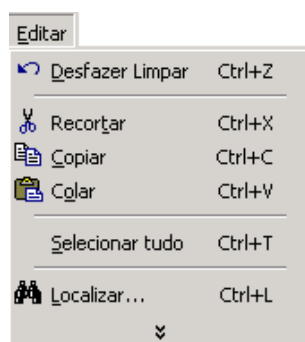 Editar
Desfazer Limpar Ctrl+Z
Recortar Ctrl+X
Copiar Ctrl+C
Colar Ctrl+V
Selecionar tudo Ctrl+T
Localizar... Ctrl+L